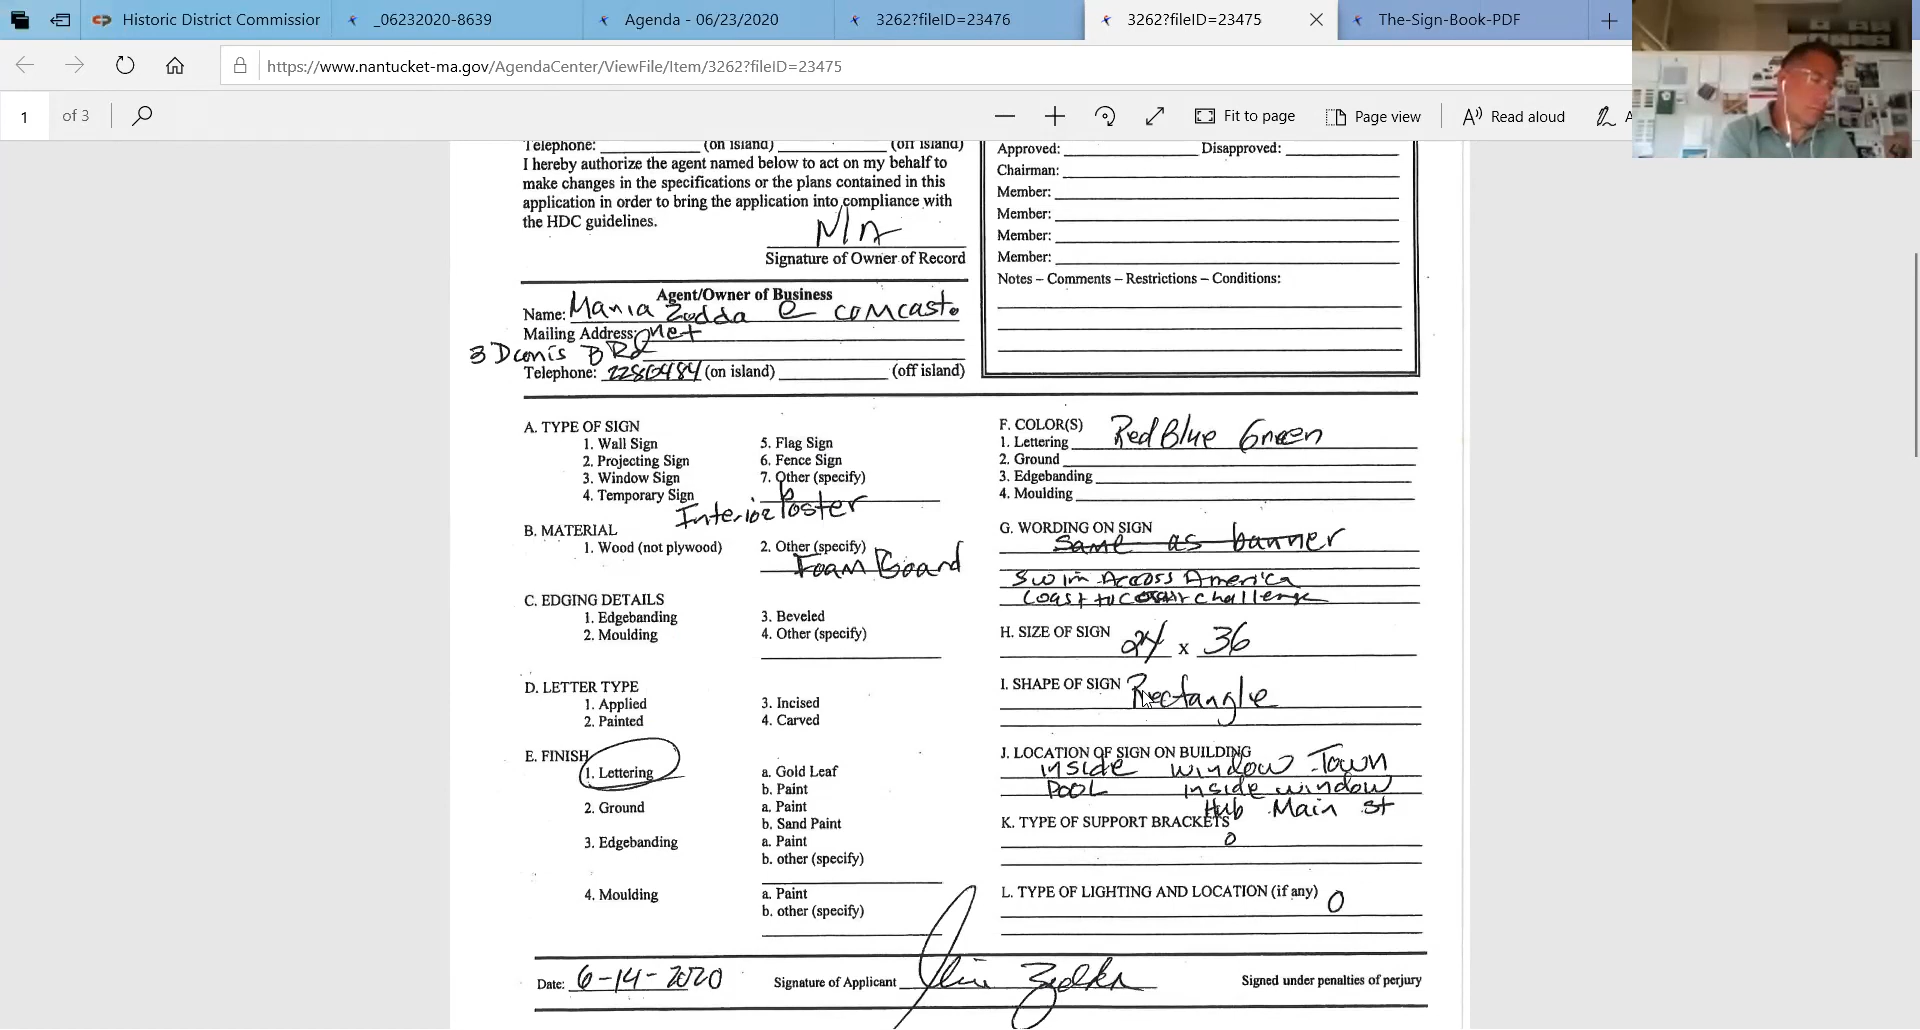 Historic District Commission
_06232020-8639
Agenda - 06/23/2020
3262?fileID=23476
3262?fileID=23475
The-Sign-Book-PDF
https://www.nantucket-ma.gov/AgendaCenter/ViewFile/Item/3262?fileID=23475
1 of 3
Fit to page
Page view
Read aloud
Telephone: (on island) (off island)
I hereby authorize the agent named below to act on my behalf to
make changes in the specifications or the plans contained in this
application in order to bring the application into compliance with
the HDC guidelines.
N/A
Signature of Owner of Record
Approved: Disapproved:
Chairman:
Member:
Member:
Member:
Member:
Notes – Comments – Restrictions – Conditions:
Agent/Owner of Business
Name: Maria Zodda @ comcast.
Mailing Address: net
3 Dennis B Rd
Telephone: 2280484 (on island) (off island)
A. TYPE OF SIGN
1. Wall Sign
2. Projecting Sign
3. Window Sign
4. Temporary Sign
5. Flag Sign
6. Fence Sign
7. Other (specify)
Interior Poster
B. MATERIAL
1. Wood (not plywood)
2. Other (specify)
Foam Board
C. EDGING DETAILS
1. Edgebanding
2. Moulding
3. Beveled
4. Other (specify)
D. LETTER TYPE
1. Applied
2. Painted
3. Incised
4. Carved
E. FINISH
1. Lettering
a. Gold Leaf
b. Paint
2. Ground
a. Paint
b. Sand Paint
3. Edgebanding
a. Paint
b. other (specify)
4. Moulding
a. Paint
b. other (specify)
F. COLOR(S)
1. Lettering Red Blue Green
2. Ground
3. Edgebanding
4. Moulding
G. WORDING ON SIGN
same as banner
Swim Across America
Coast to Coast challenge
H. SIZE OF SIGN 24 x 36
I. SHAPE OF SIGN Rectangle
J. LOCATION OF SIGN ON BUILDING
inside window Town
POOL inside window
Hub Main St
K. TYPE OF SUPPORT BRACKETS
0
L. TYPE OF LIGHTING AND LOCATION (if any) 0
Date: 6-14-2020
Signature of Applicant
Signed under penalties of perjury